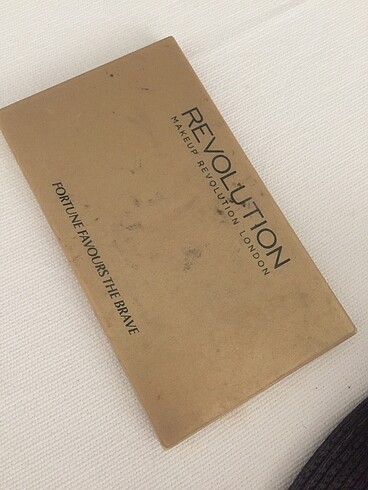 REVOLUTION
MAKEUP REVOLUTION LONDON
FORTUNE FAVOURS THE BRAVE